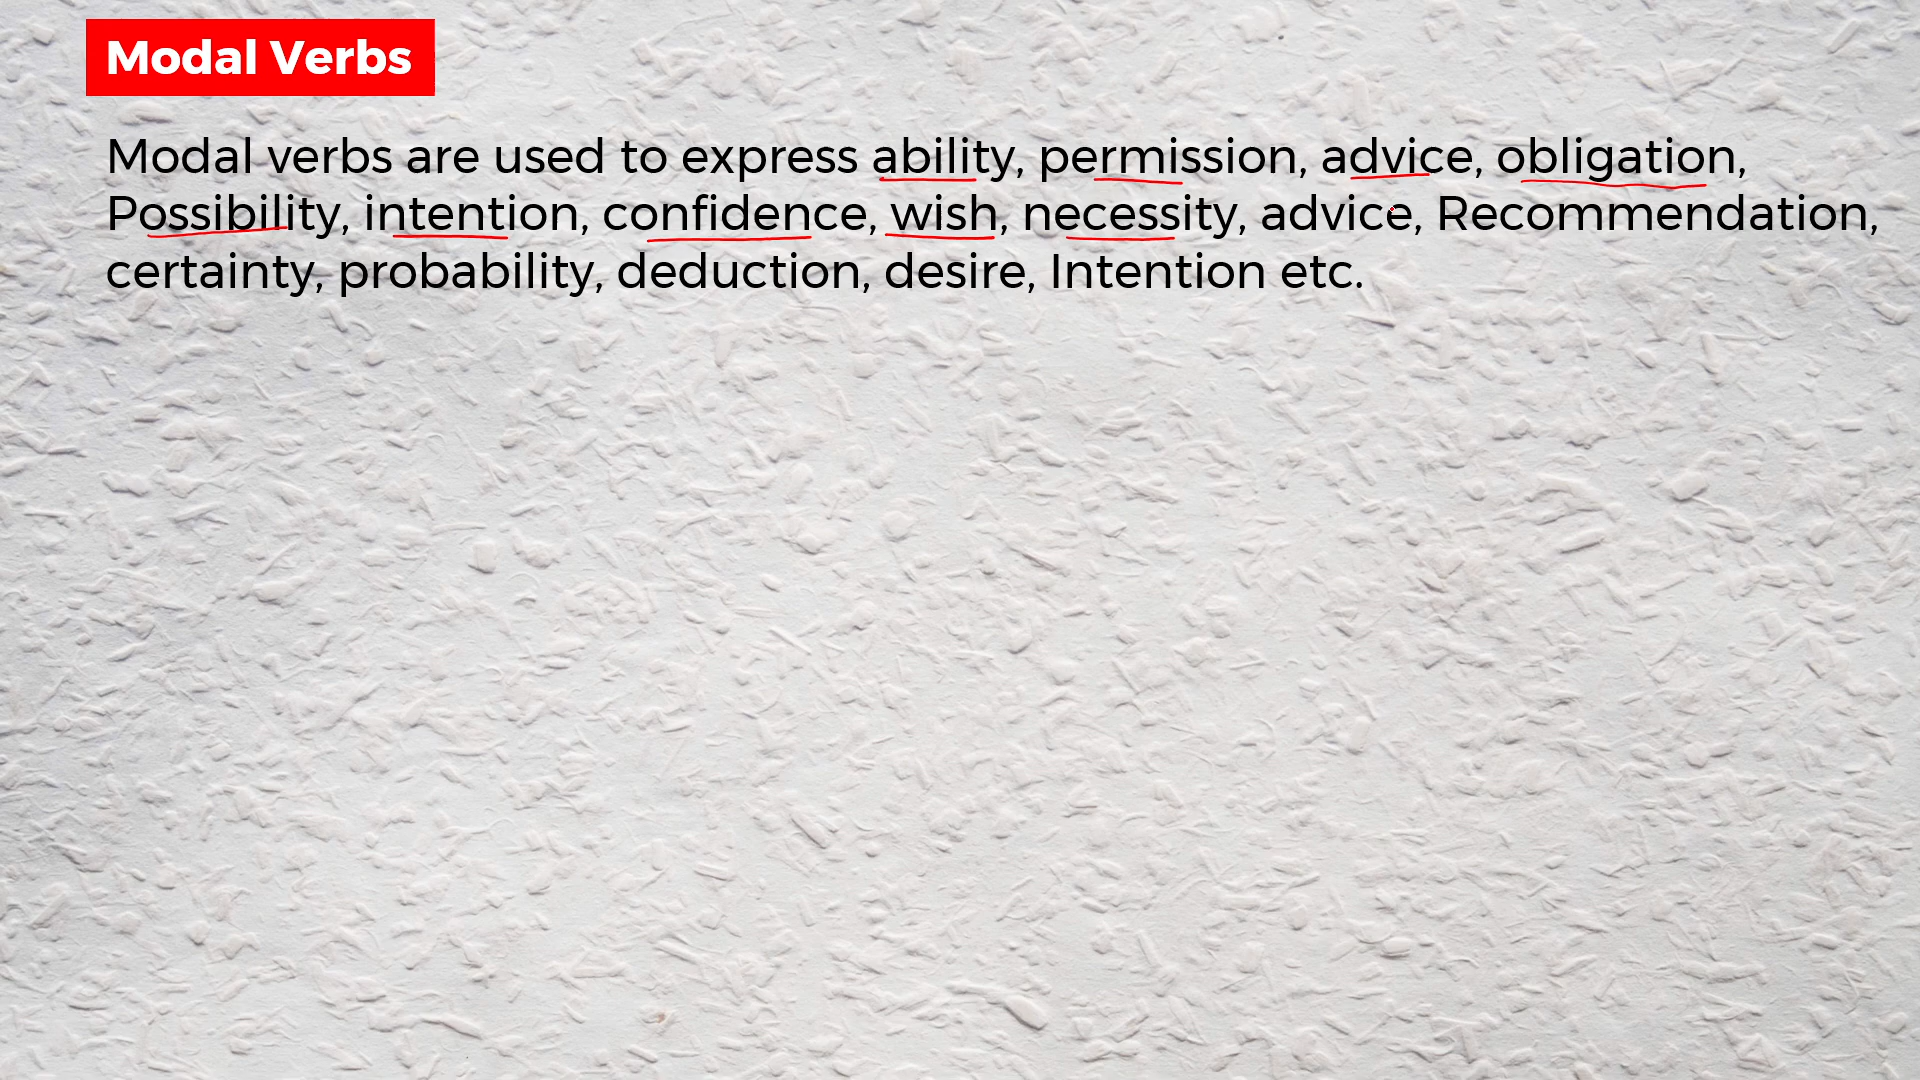 Modal Verbs
Modal verbs are used to express ability, permission, advice, obligation,
Possibility, intention, confidence, wish, necessity, advice, Recommendation,
certainty, probability, deduction, desire, Intention etc.